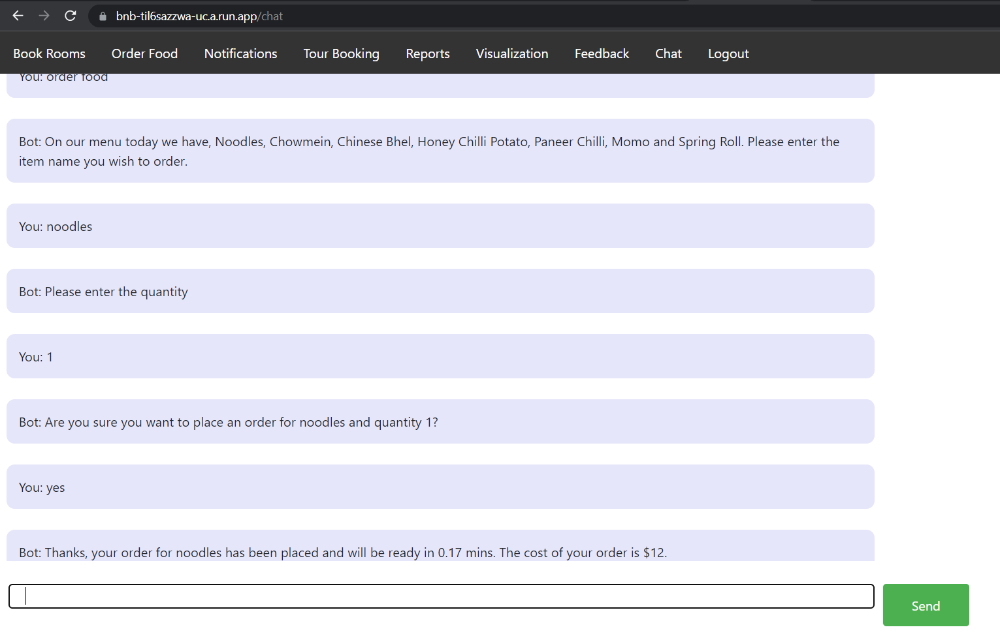 bnb-til6sazzwa-uc.a.run.app/chat
Book Rooms Order Food Notifications Tour Booking Reports Visualization Feedback Chat Logout
You: order food
Bot: On our menu today we have, Noodles, Chowmein, Chinese Bhel, Honey Chilli Potato, Paneer Chilli, Momo and Spring Roll. Please enter the
item name you wish to order.
You: noodles
Bot: Please enter the quantity
You: 1
Bot: Are you sure you want to place an order for noodles and quantity 1?
You: yes
Bot: Thanks, your order for noodles has been placed and will be ready in 0.17 mins. The cost of your order is $12.
Send